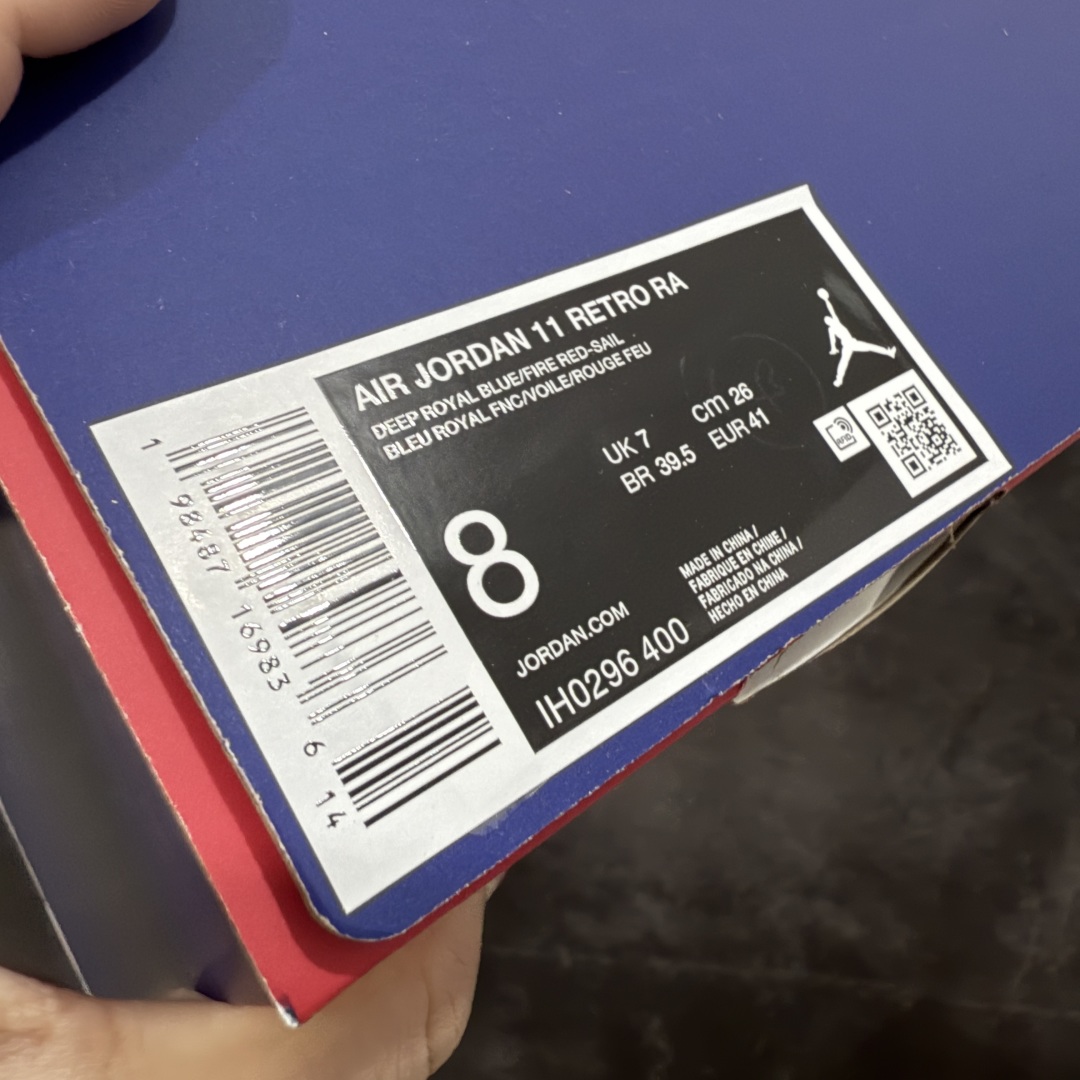 AIR JORDAN 11 RETRO RA
DEEP ROYAL BLUE/FIRE RED-SAIL
BLEU ROYAL FNC/VOILE/ROUGE FEU
UK 7 cm 26
BR 39.5 EUR 41
8
MADE IN CHINA /
FABRIQUE EN CHINE /
FABRICADO NA CHINA /
HECHO EN CHINA
JORDAN.COM
IH0296 400
1 98487 16983 6 14
RFID